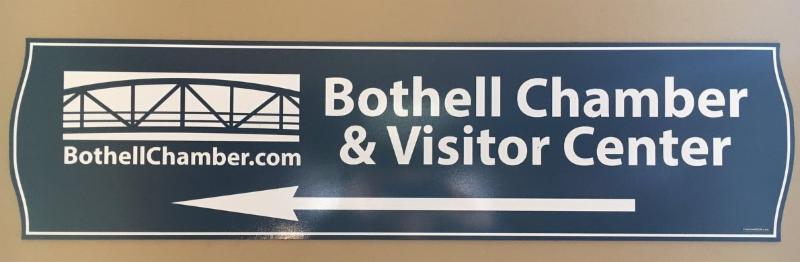 BothellChamber.com
Bothell Chamber
& Visitor Center